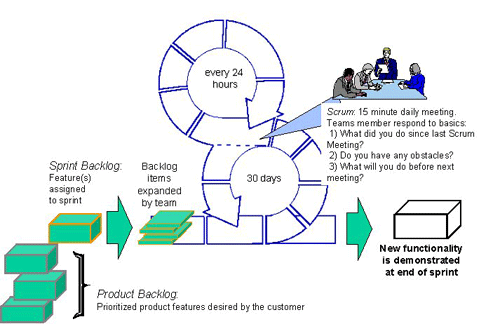 every 24
hours
Scrum: 15 minute daily meeting.
Teams member respond to basics:
1) What did you do since last Scrum
Meeting?
2) Do you have any obstacles?
3) What will you do before next
meeting?
Sprint Backlog:
Feature(s)
assigned
to sprint
Backlog
items
expanded
by team
30 days
New functionality
is demonstrated
at end of sprint
Product Backlog:
Prioritized product features desired by the customer